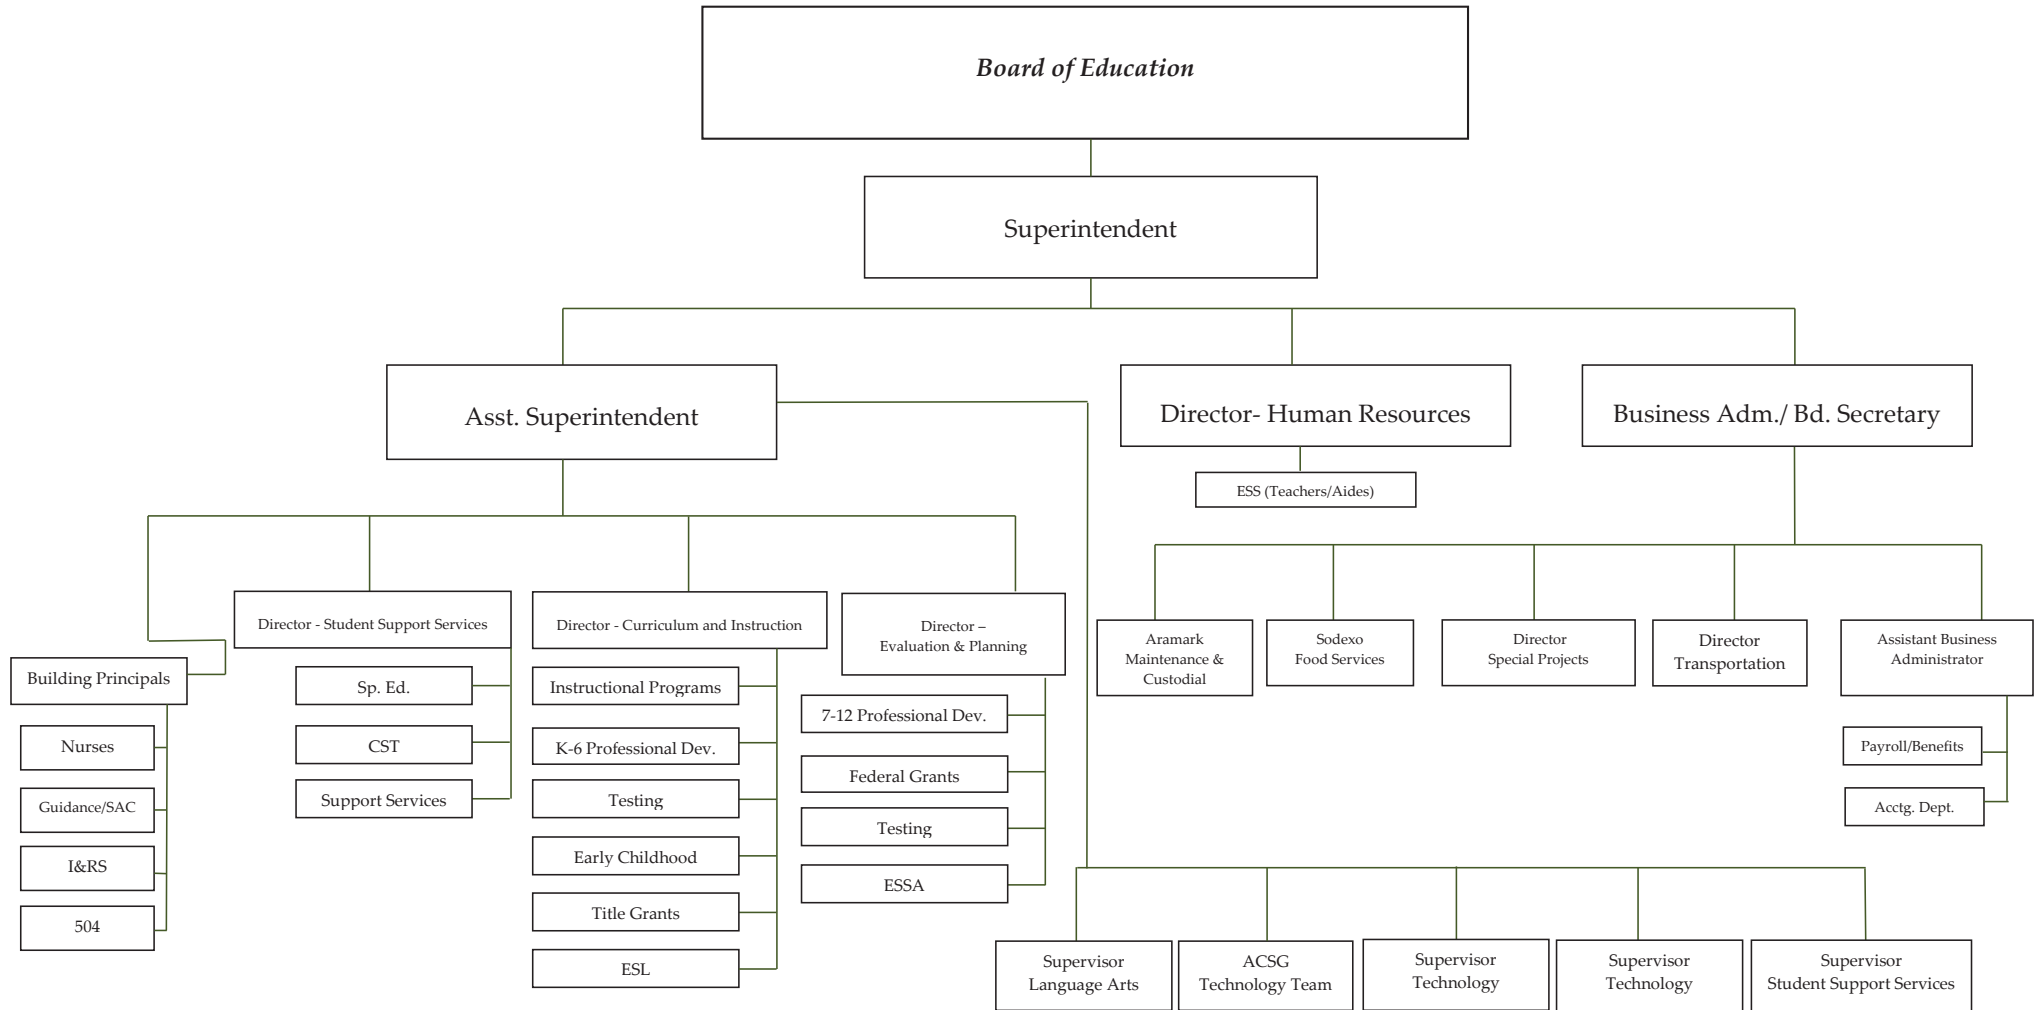 Board of Education
Superintendent
Asst. Superintendent
Director- Human Resources
Business Adm./ Bd. Secretary
ESS (Teachers/Aides)
Building Principals
Nurses
Guidance/SAC
I&RS
504
Director - Student Support Services
Sp. Ed.
CST
Support Services
Director - Curriculum and Instruction
Instructional Programs
K-6 Professional Dev.
Testing
Early Childhood
Title Grants
ESL
Director –
Evaluation & Planning
7-12 Professional Dev.
Federal Grants
Testing
ESSA
Aramark
Maintenance &
Custodial
Sodexo
Food Services
Director
Special Projects
Director
Transportation
Assistant Business
Administrator
Payroll/Benefits
Acctg. Dept.
Supervisor
Language Arts
ACSG
Technology Team
Supervisor
Technology
Supervisor
Technology
Supervisor
Student Support Services